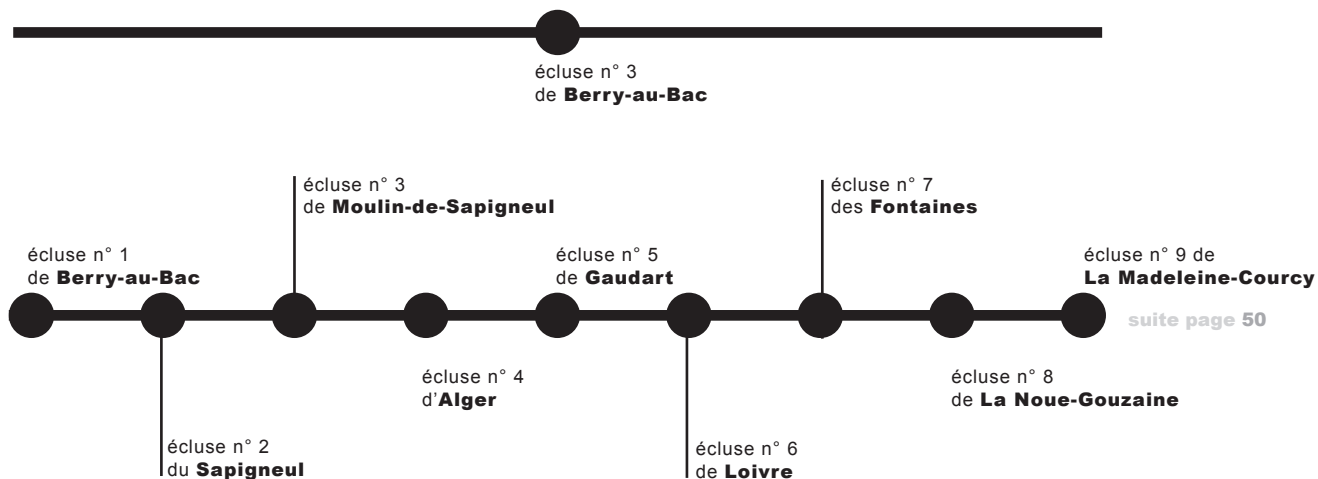 écluse n° 3
de Berry-au-Bac
écluse n° 3
de Moulin-de-Sapigneul
écluse n° 7
des Fontaines
écluse n° 1
de Berry-au-Bac
écluse n° 5
de Gaudart
écluse n° 9 de
La Madeleine-Courcy
suite page 50
écluse n° 4
d'Alger
écluse n° 8
de La Noue-Gouzaine
écluse n° 2
du Sapigneul
écluse n° 6
de Loivre